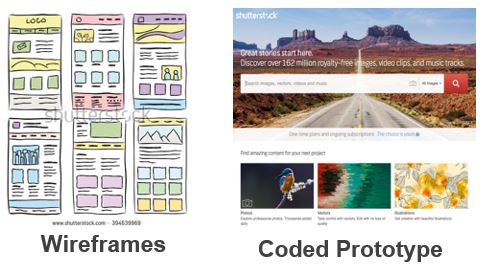 LOGO
shutterstock
www.shutterstock.com · 394639969
Wireframes
shutterstock
Great stories start here.
Discover over 162 million royalty-free images, video clips, and music tracks.
Search images, vectors, videos and music
All Images
One-time plans and ongoing subscriptions. The choice is yours
Find amazing content for your next project
Photos
Explore professional photos. Thousands added daily
Vectors
Take control with vectors. Edit with no loss of quality
Illustrations
Get creative with beautiful illustrations
Coded Prototype